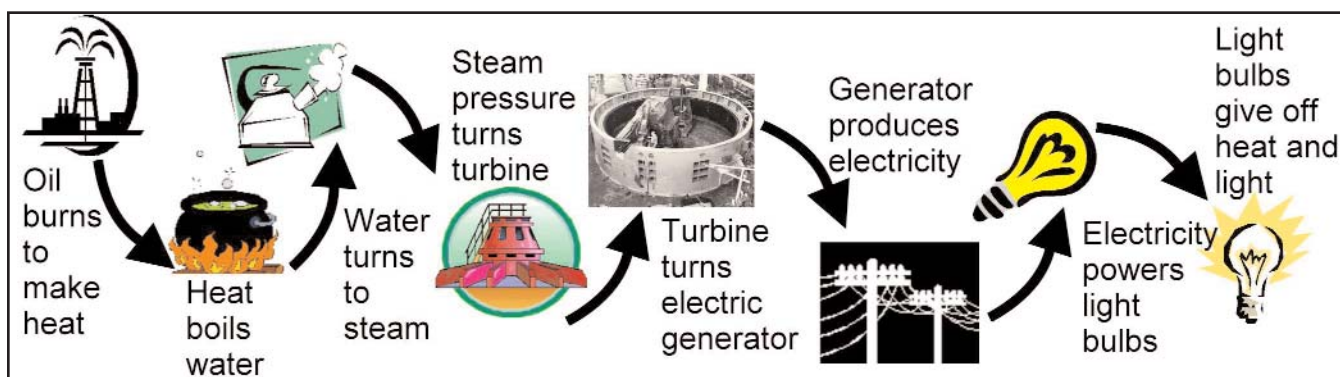 Oil
burns
to
make
heat
Heat
boils
water
Water
turns
to
steam
Steam
pressure
turns
turbine
Turbine
turns
electric
generator
Generator
produces
electricity
Electricity
powers
light
bulbs
Light
bulbs
give off
heat and
light